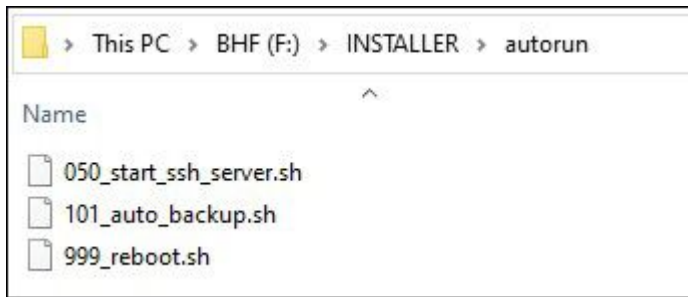 This PC > BHF (F:) > INSTALLER > autorun
Name
050_start_ssh_server.sh
101_auto_backup.sh
999_reboot.sh